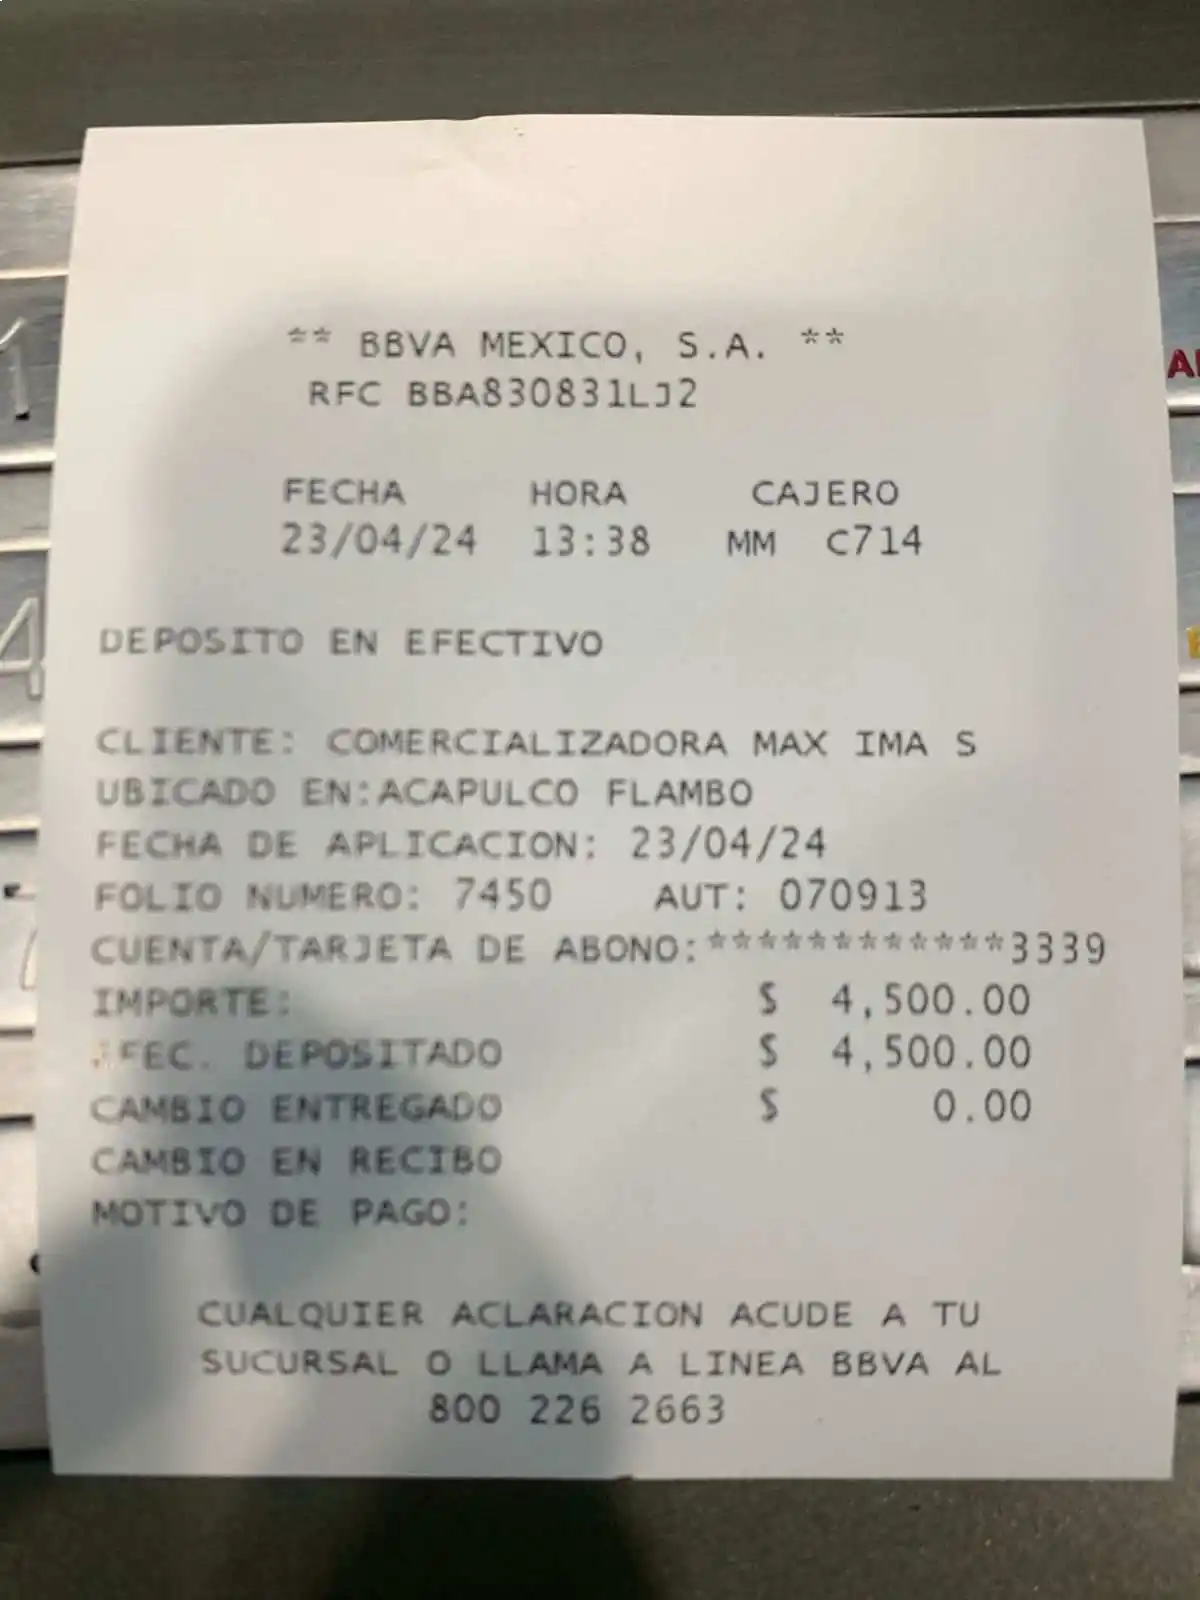 ** BBVA MEXICO, S.A. **
RFC BBA830831LJ2
FECHA HORA CAJERO
23/04/24 13:38 MM C714
DEPOSITO EN EFECTIVO
CLIENTE: COMERCIALIZADORA MAX IMA S
UBICADO EN:ACAPULCO FLAMBO
FECHA DE APLICACION: 23/04/24
FOLIO NUMERO: 7450 AUT: 070913
CUENTA/TARJETA DE ABONO:************3339
IMPORTE: $ 4,500.00
EFEC. DEPOSITADO $ 4,500.00
CAMBIO ENTREGADO $ 0.00
CAMBIO EN RECIBO
MOTIVO DE PAGO:
CUALQUIER ACLARACION ACUDE A TU
SUCURSAL O LLAMA A LINEA BBVA AL
800 226 2663
1
4